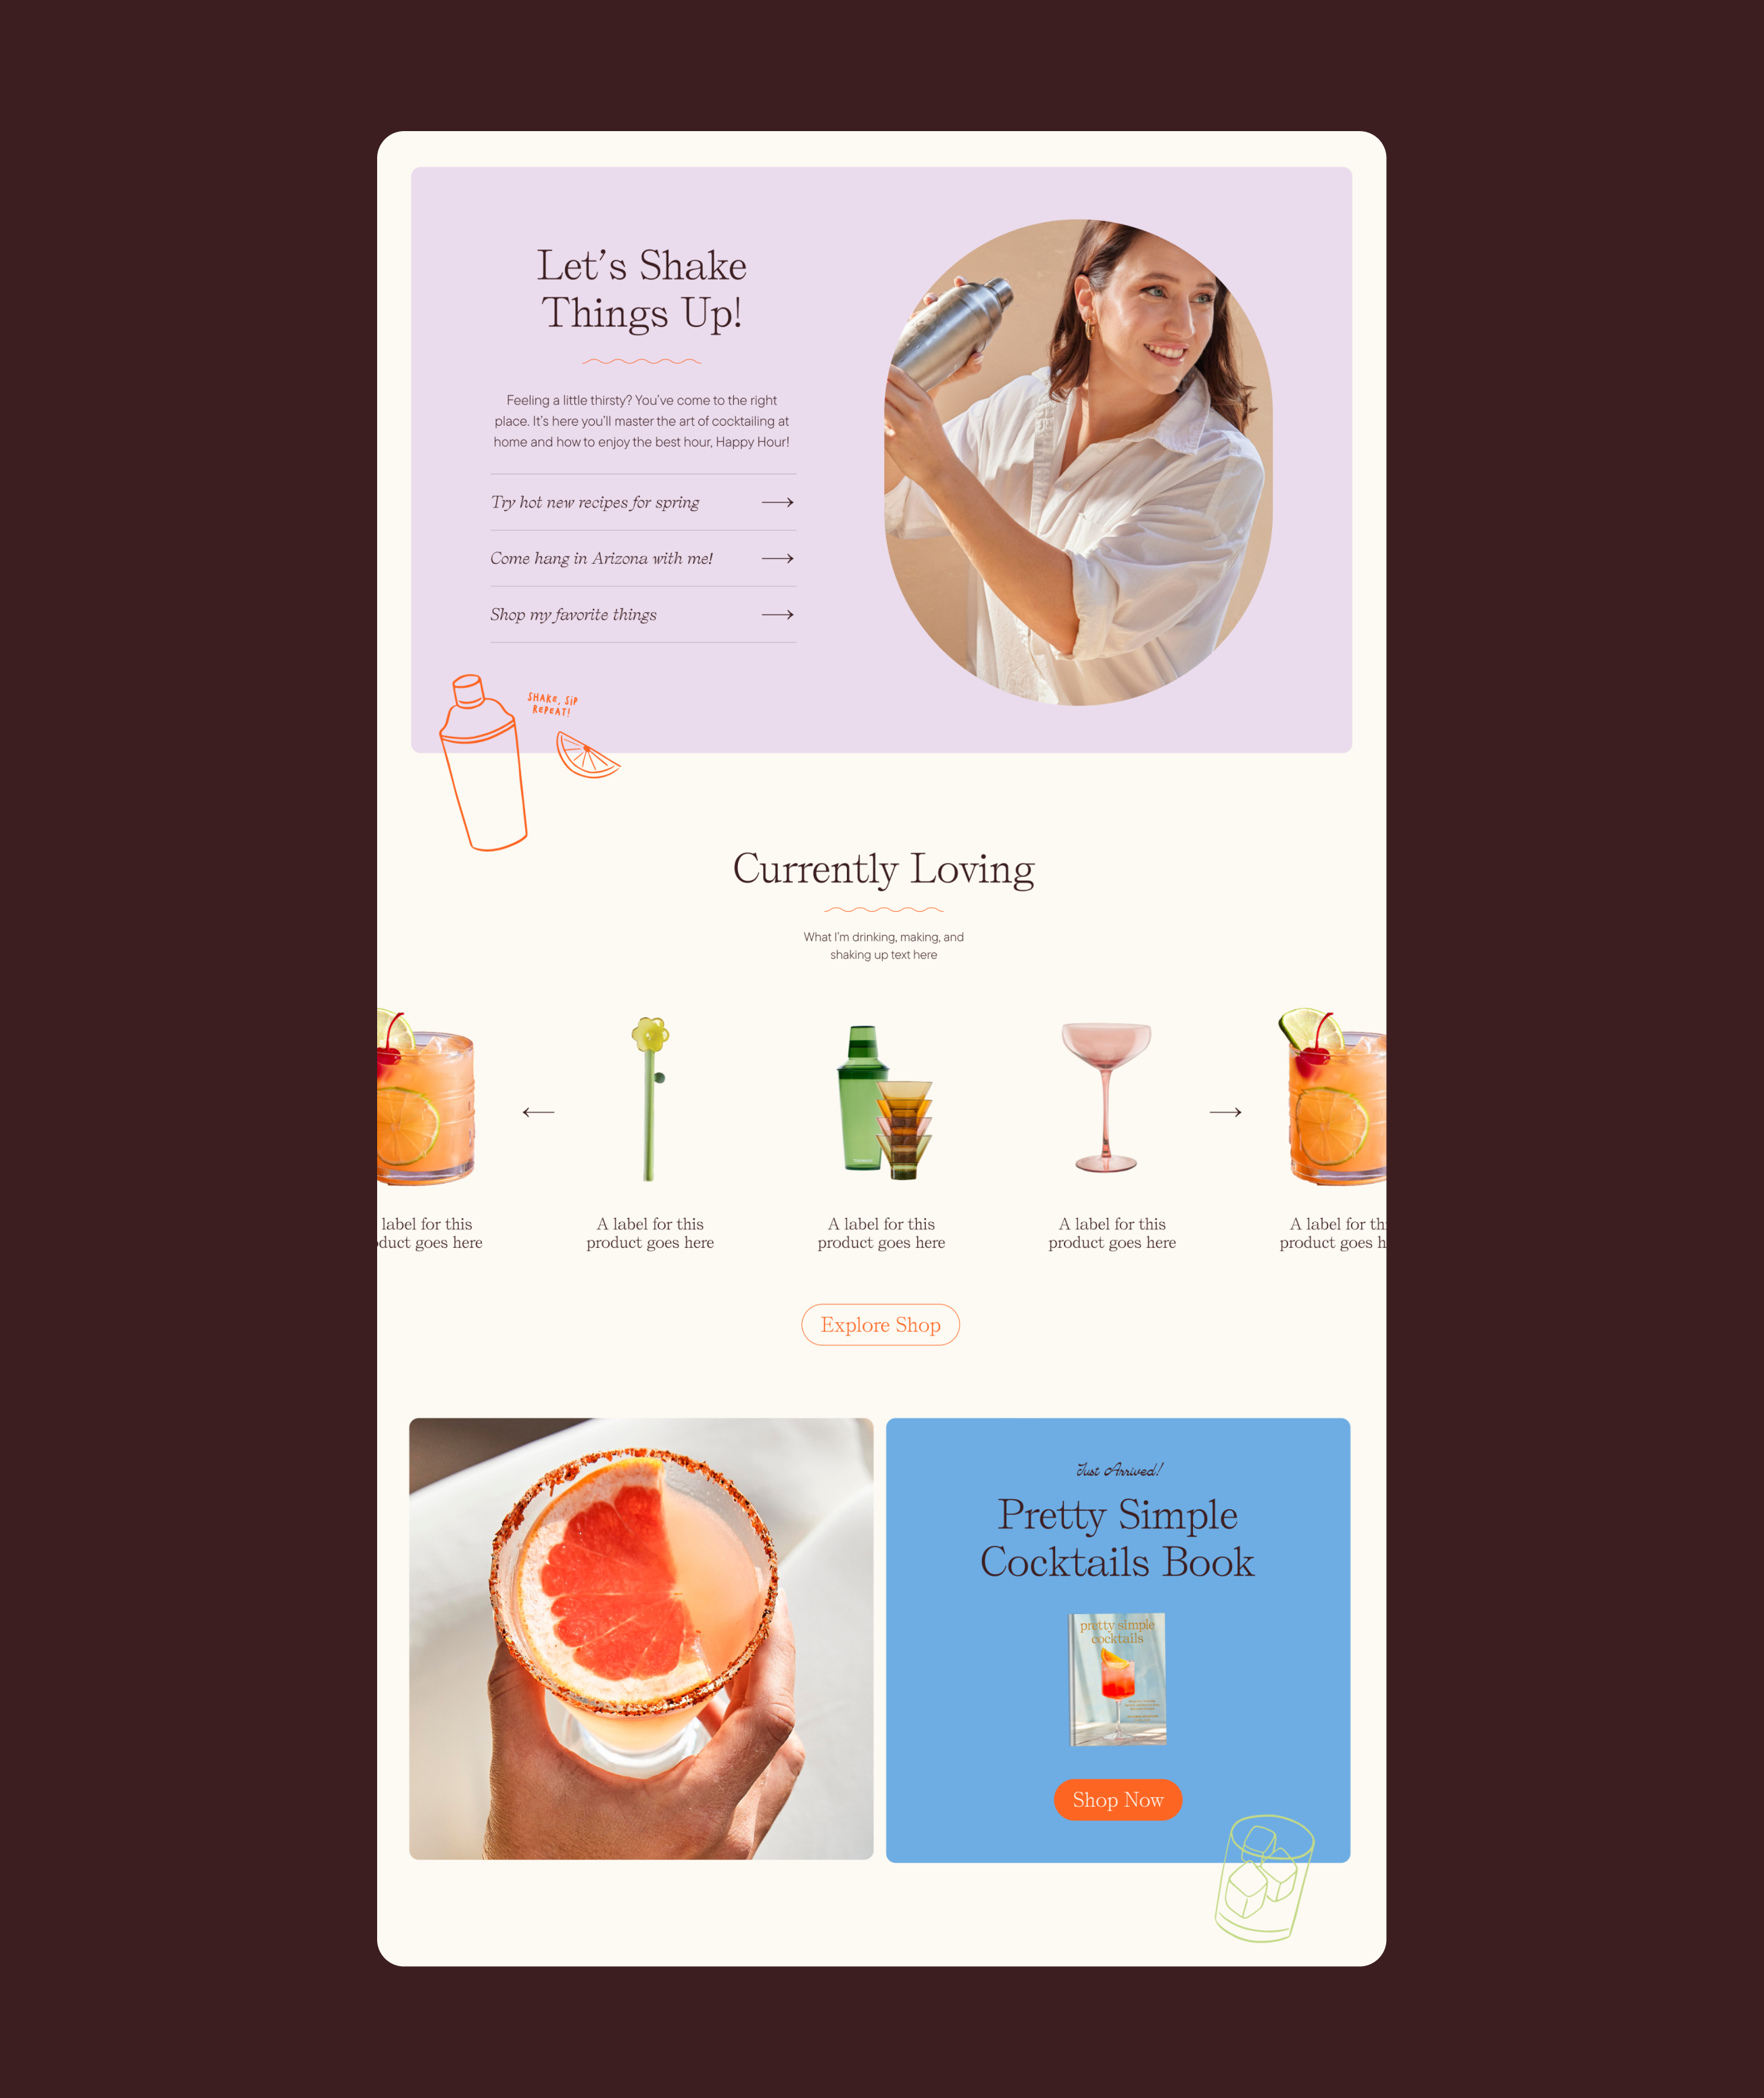 Let's Shake
Things Up!
Feeling a little thirsty? You've come to the right
place. It's here you'll master the art of cocktailing at
home and how to enjoy the best hour, Happy Hour!
Try hot new recipes for spring
Come hang in Arizona with me!
Shop my favorite things
SHAKE, SiP
RePEAT!
Currently Loving
What I'm drinking, making, and
shaking up text here
label for this
duct goes here
A label for this
product goes here
A label for this
product goes here
A label for this
product goes here
A label for th
product goes h
Explore Shop
Just Arrived!
Pretty Simple
Cocktails Book
pretty simple
cocktails
Shop Now